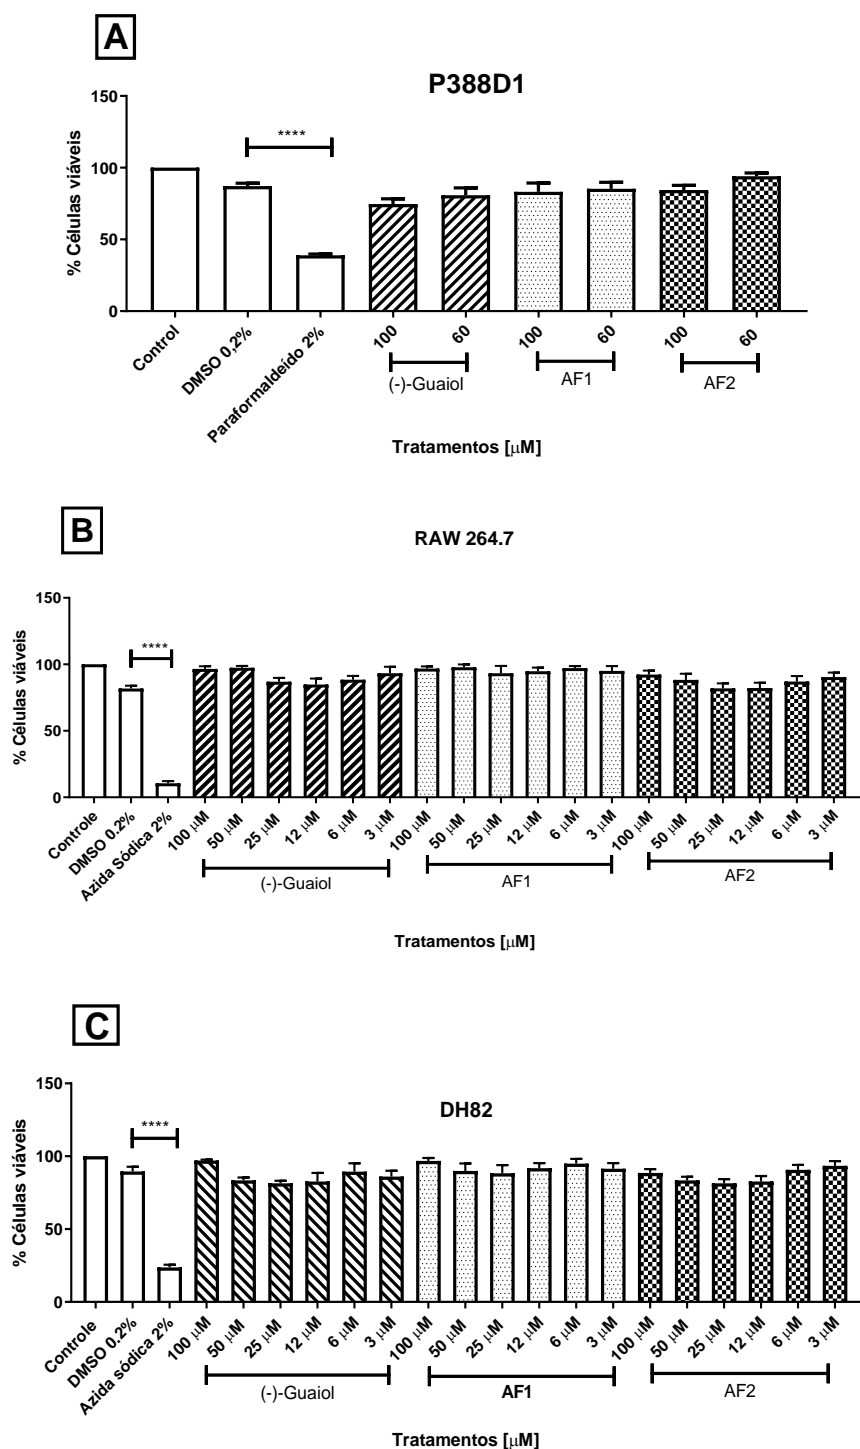 A
P388D1
% Células viáveis
150
100
50
0
****
Control
DMSO 0,2%
Paraformaldeído 2%
100
60
100
60
100
60
(-)-Guaiol
AF1
AF2
Tratamentos [μM]
B
RAW 264.7
% Células viáveis
150
100
50
0
****
Controle
DMSO 0.2%
Azida Sódica 2%
100 μM
50 μM
25 μM
12 μM
6 μM
3 μM
100 μM
50 μM
25 μM
12 μM
6 μM
3 μM
100 μM
50 μM
25 μM
12 μM
6 μM
3 μM
(-)-Guaiol
AF1
AF2
Tratamentos [μM]
C
DH82
% Células viáveis
150
100
50
0
****
Controle
DMSO 0.2%
Azida sódica 2%
100 μM
50 μM
25 μM
12 μM
6 μM
3 μM
100 μM
50 μM
25 μM
12 μM
6 μM
3 μM
100 μM
50 μM
25 μM
12 μM
6 μM
3 μM
(-)-Guaiol
AF1
AF2
Tratamentos [μM]